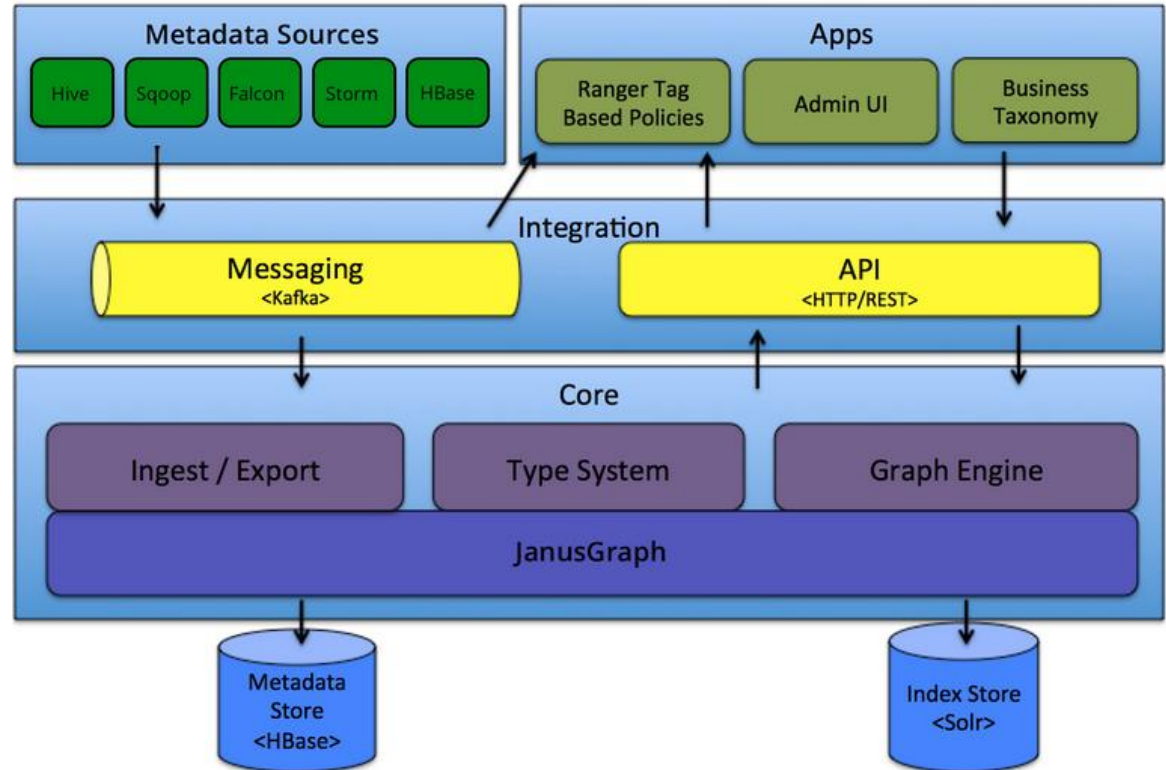 Metadata Sources
Hive
Sqoop
Falcon
Storm
HBase
Apps
Ranger Tag
Based Policies
Admin UI
Business
Taxonomy
Integration
Messaging
<Kafka>
API
<HTTP/REST>
Core
Ingest / Export
Type System
Graph Engine
JanusGraph
Metadata
Store
<HBase>
Index Store
<Solr>